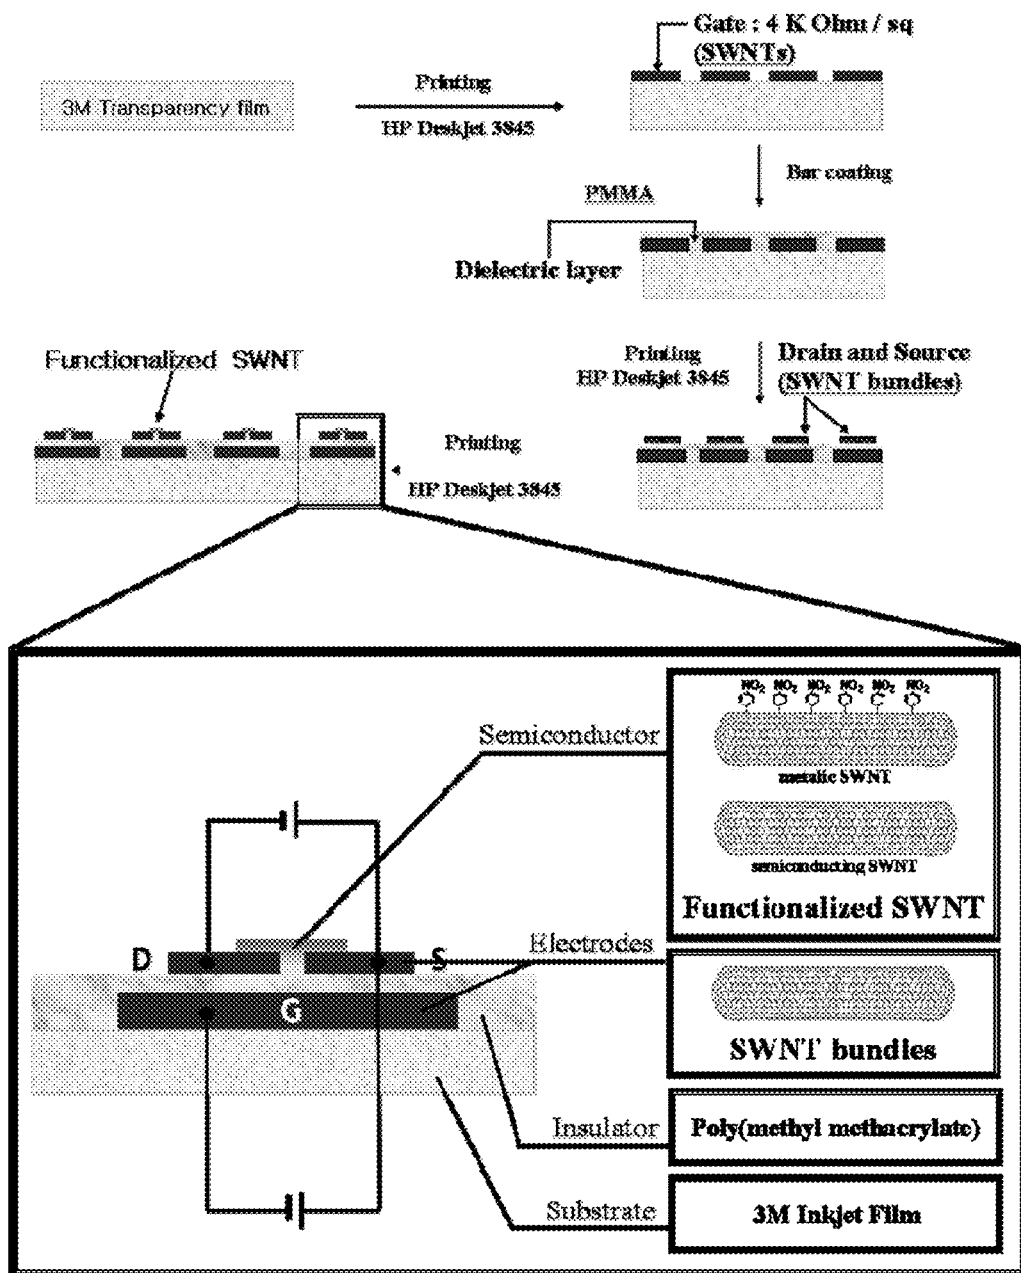 Gate : 4 K Ohm / sq
(SWNTs)
3M Transparency film
Printing
HP Deskjet 3845
Bar coating
PMMA
Dielectric layer
Functionalized SWNT
Printing
HP Deskjet 3845
Drain and Source
(SWNT bundles)
Printing
HP Deskjet 3845
NO2 NO2 NO2 NO2 NO2 NO2
Semiconductor
metalic SWNT
semiconducting SWNT
Functionalized SWNT
D
S
Electrodes
G
SWNT bundles
Insulator
Poly(methyl methacrylate)
Substrate
3M Inkjet Film